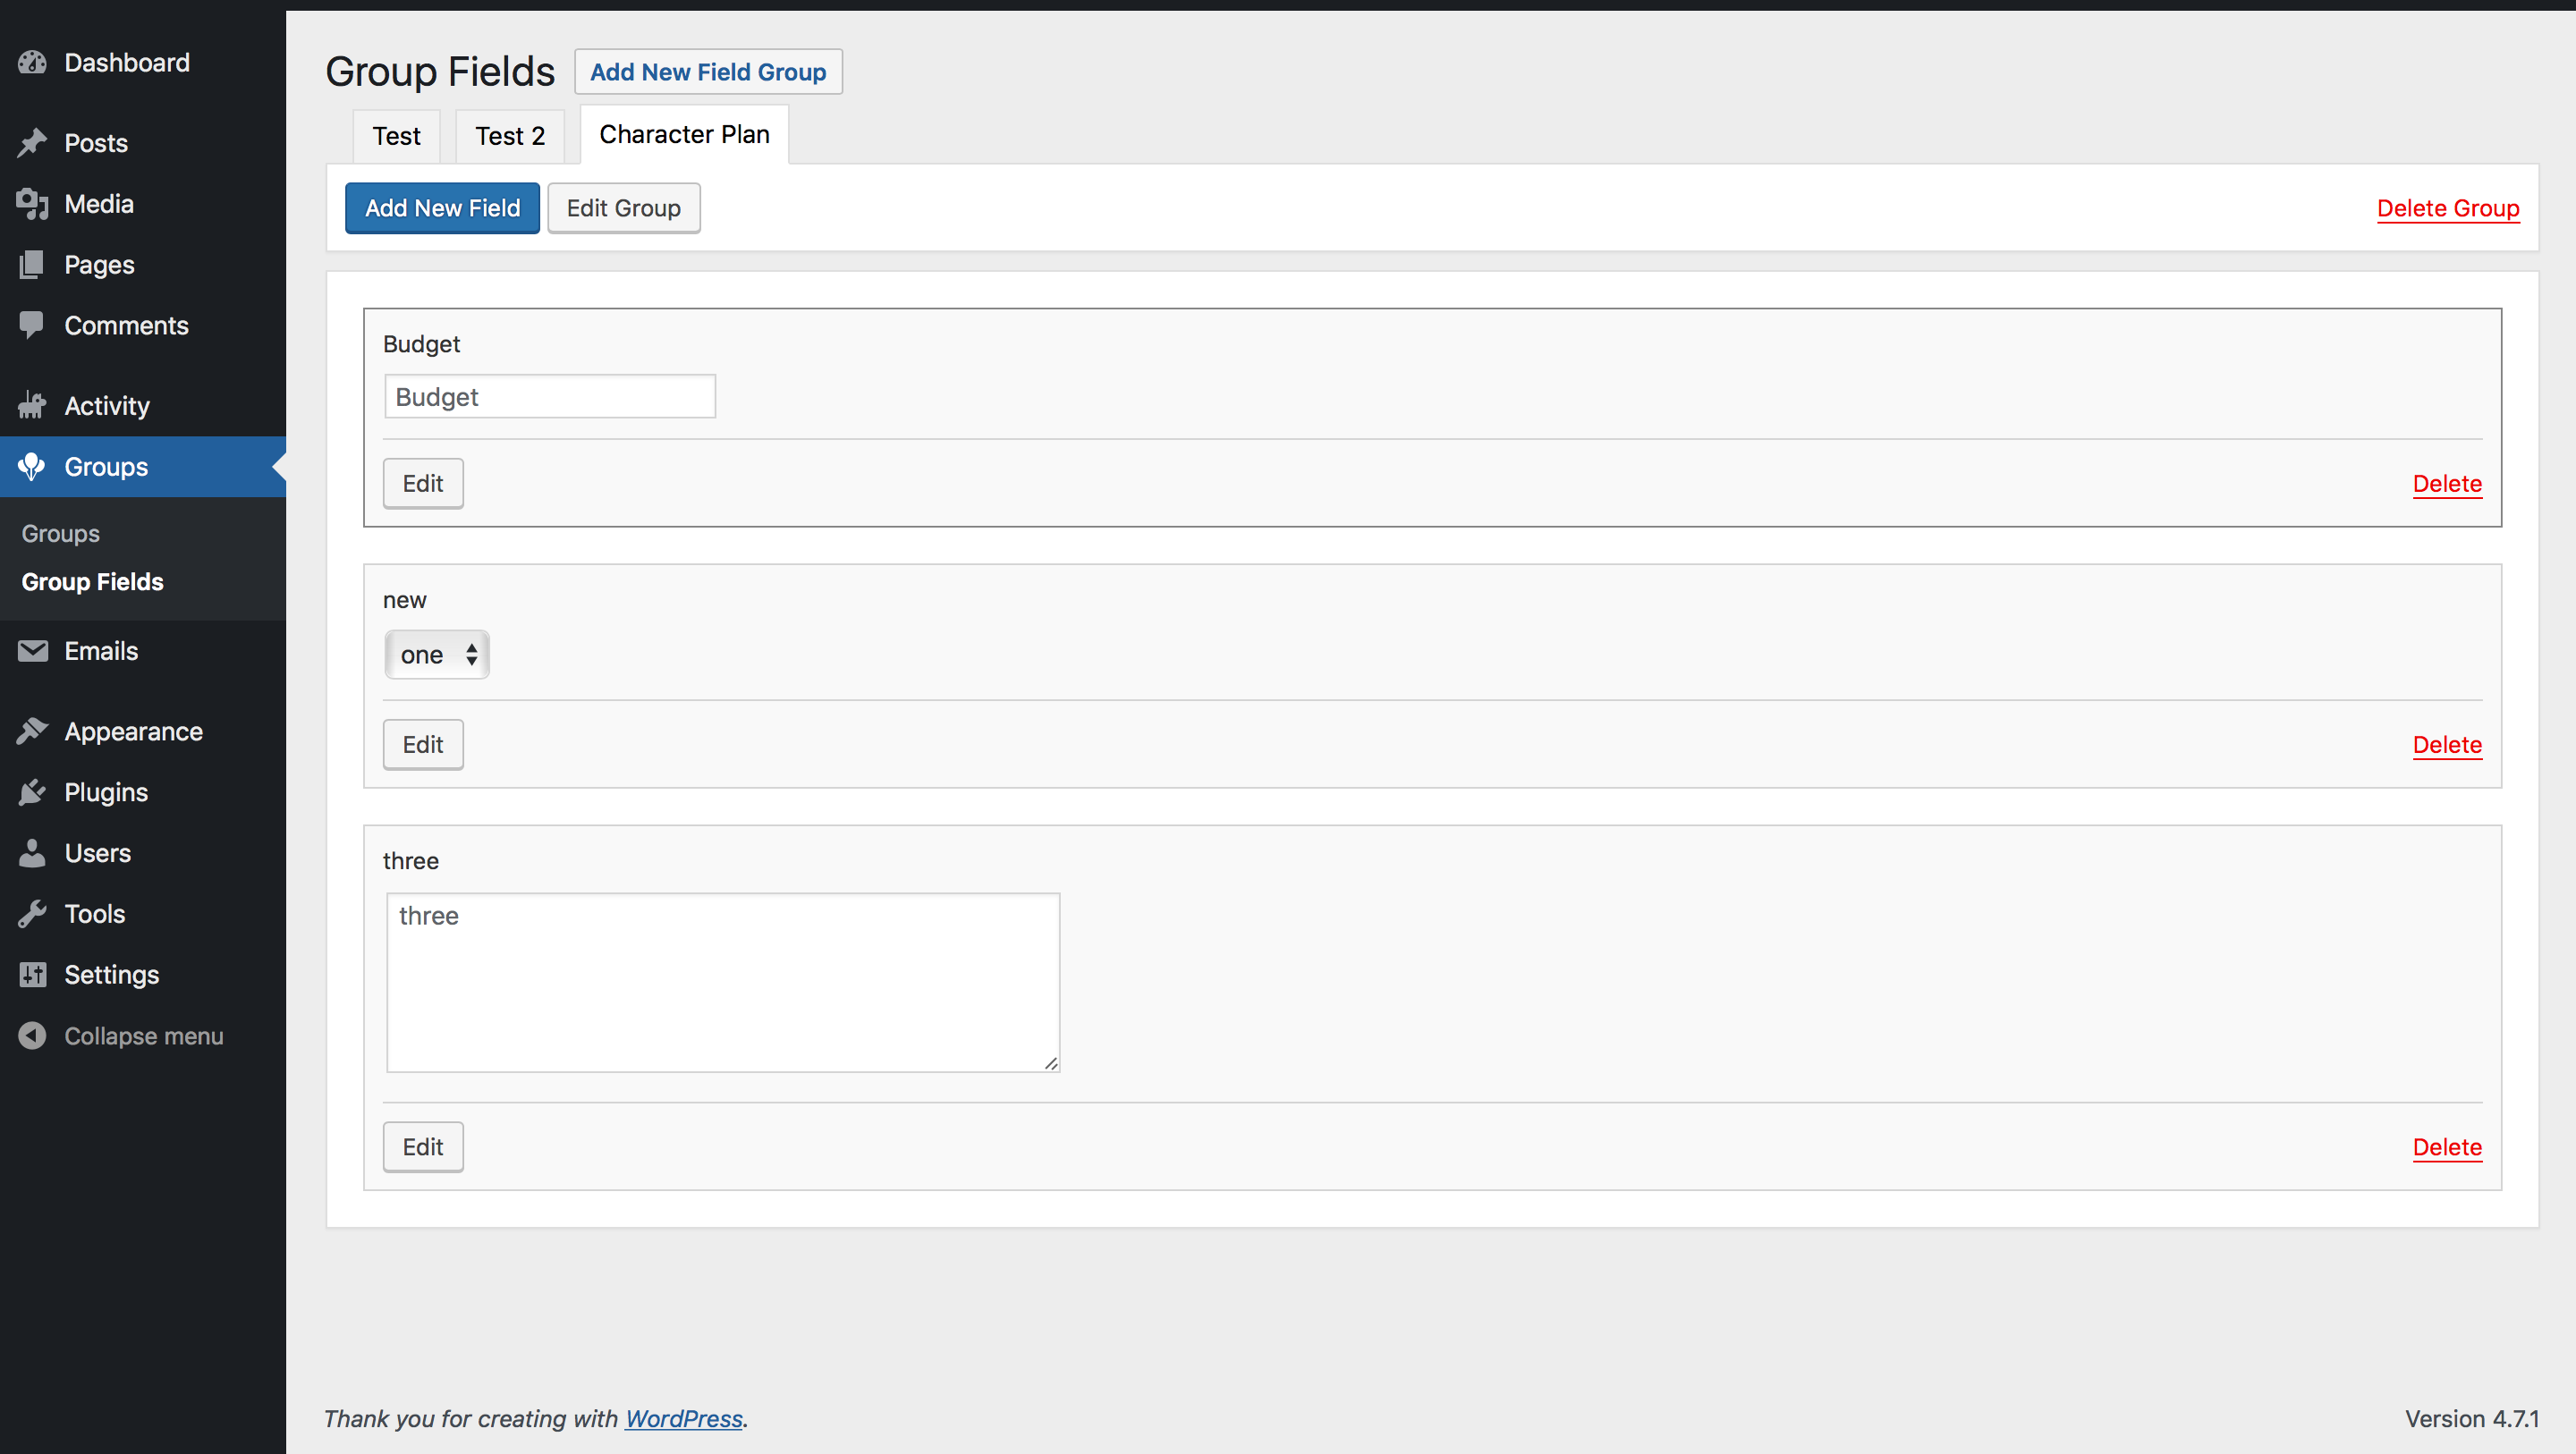 Dashboard
Posts
Media
Pages
Comments
Activity
Groups
Groups
Group Fields
Emails
Appearance
Plugins
Users
Tools
Settings
Collapse menu
Group Fields Add New Field Group
Test Test 2 Character Plan
Add New Field Edit Group Delete Group
Budget
Budget
Edit Delete
new
one
Edit Delete
three
three
Edit Delete
Thank you for creating with WordPress. Version 4.7.1